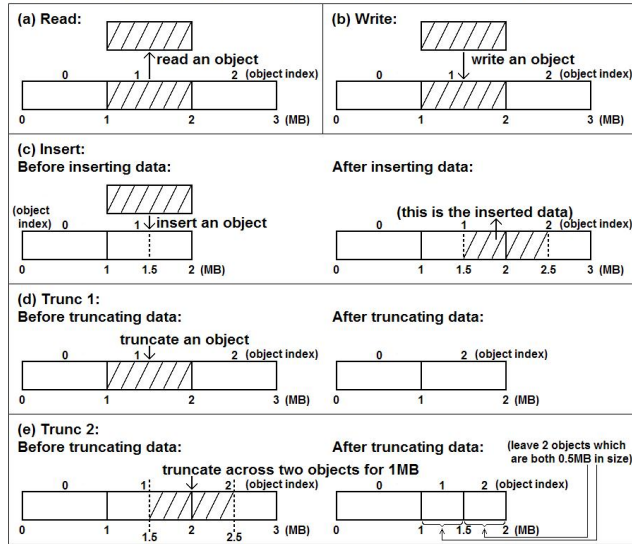 (a) Read:
read an object
0 1 2 (object index)
0 1 2 3 (MB)
(b) Write:
write an object
0 1 2 (object index)
0 1 2 3 (MB)
(c) Insert:
Before inserting data:
(object
index) 0 1 insert an object
0 1 1.5 2 (MB)
After inserting data:
(this is the inserted data)
0 1 2 (object index)
0 1 1.5 2 2.5 3 (MB)
(d) Trunc 1:
Before truncating data:
truncate an object
0 1 2 (object index)
0 1 2 3 (MB)
After truncating data:
0 2 (object index)
0 1 2 (MB)
(e) Trunc 2:
Before truncating data:
truncate across two objects for 1MB
0 1 2 (object index)
0 1 1.5 2 2.5 3 (MB)
After truncating data:
(leave 2 objects which
are both 0.5MB in size)
0 1 2 (object index)
0 1 1.5 2 (MB)